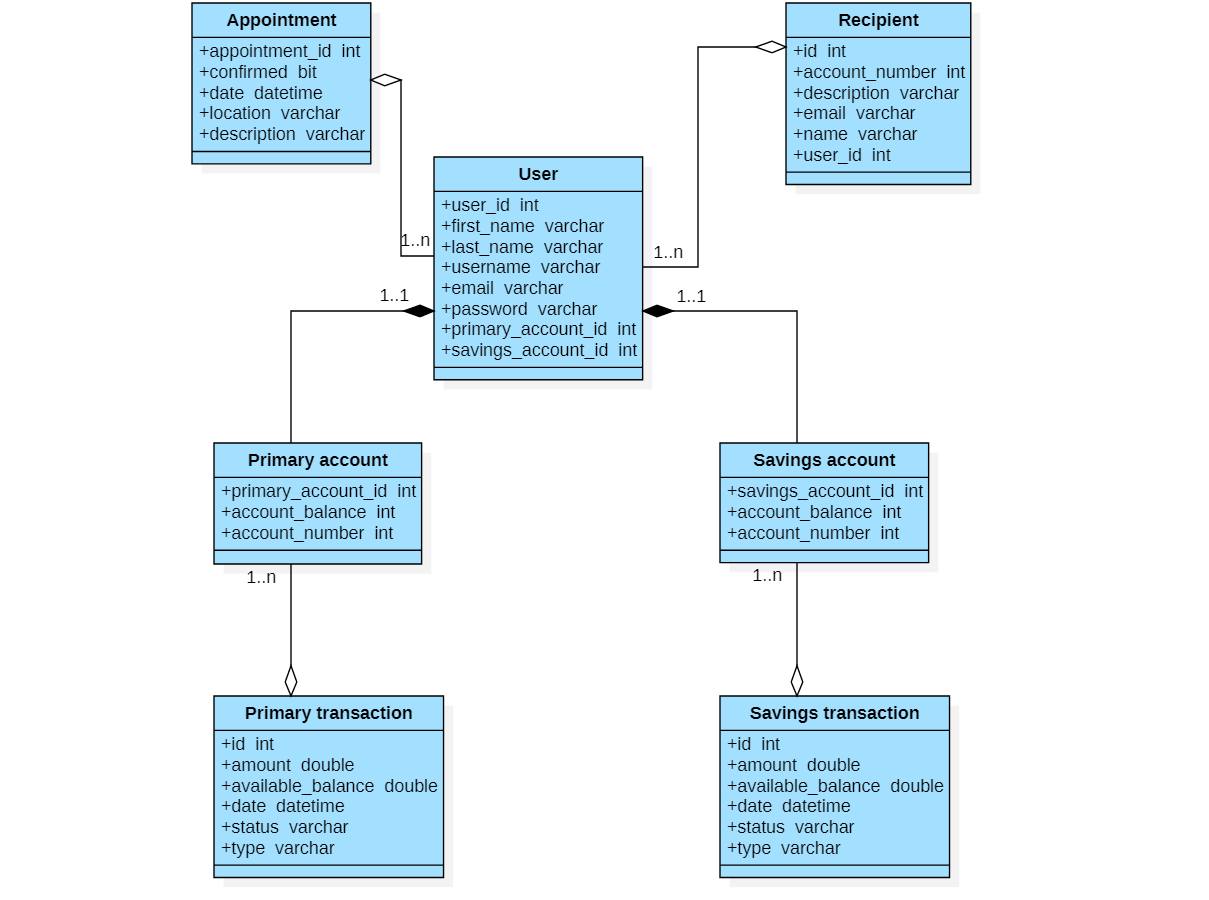 Appointment
+appointment_id int
+confirmed bit
+date datetime
+location varchar
+description varchar
Recipient
+id int
+account_number int
+description varchar
+email varchar
+name varchar
+user_id int
User
+user_id int
+first_name varchar
+last_name varchar
+username varchar
+email varchar
+password varchar
+primary_account_id int
+savings_account_id int
1..n
1..n
1..1
1..1
Primary account
+primary_account_id int
+account_balance int
+account_number int
1..n
Savings account
+savings_account_id int
+account_balance int
+account_number int
1..n
Primary transaction
+id int
+amount double
+available_balance double
+date datetime
+status varchar
+type varchar
Savings transaction
+id int
+amount double
+available_balance double
+date datetime
+status varchar
+type varchar